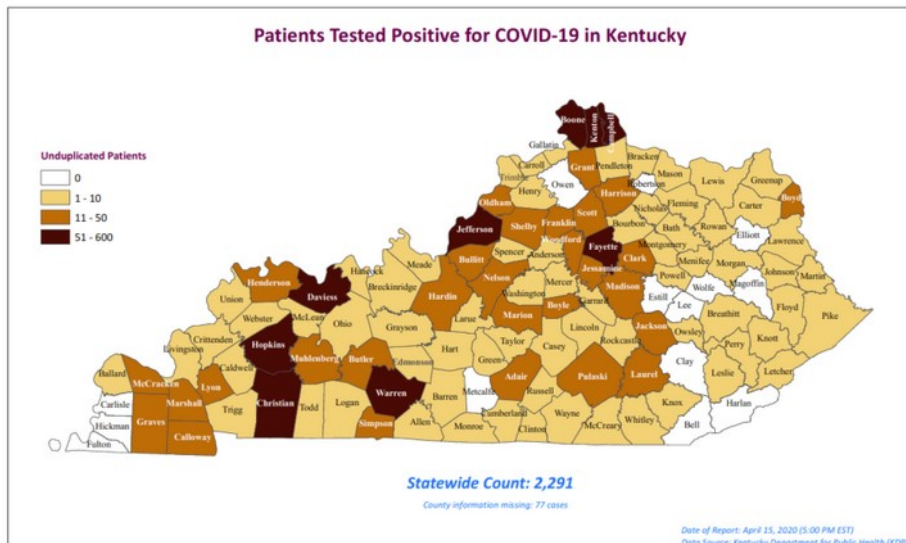 Patients Tested Positive for COVID-19 in Kentucky
Unduplicated Patients
0
1 - 10
11 - 50
51 - 600
Boone
Kenton
Campbell
Gallatin
Carroll
Trimble
Owen
Grant
Pendleton
Bracken
Mason
Robertson
Lewis
Greenup
Boyd
Carter
Fleming
Nicholas
Harrison
Henry
Oldham
Jefferson
Shelby
Franklin
Scott
Bourbon
Bath
Rowan
Elliott
Lawrence
Woodford
Fayette
Clark
Montgomery
Menifee
Morgan
Johnson
Martin
Spencer
Anderson
Bullitt
Jessamine
Powell
Wolfe
Magoffin
Floyd
Pike
Meade
Hancock
Breckinridge
Hardin
Nelson
Washington
Mercer
Madison
Estill
Lee
Breathitt
Knott
Henderson
Daviess
Union
Webster
McLean
Ohio
Grayson
Larue
Marion
Boyle
Garrard
Lincoln
Rockcastle
Jackson
Owsley
Perry
Letcher
Leslie
Clay
Crittenden
Livingston
Hopkins
Muhlenberg
Butler
Edmonson
Hart
Green
Taylor
Casey
Pulaski
Laurel
Knox
Harlan
Bell
Ballard
McCracken
Lyon
Caldwell
Carlisle
Marshall
Hickman
Graves
Fulton
Calloway
Trigg
Christian
Todd
Logan
Warren
Simpson
Allen
Barren
Metcalfe
Monroe
Adair
Cumberland
Russell
Clinton
Wayne
McCreary
Whitley
Statewide Count: 2,291
County information missing: 77 cases
Date of Report: April 15, 2020 (5:00 PM EST)
Data Source: Kentucky Department for Public Health (KDP